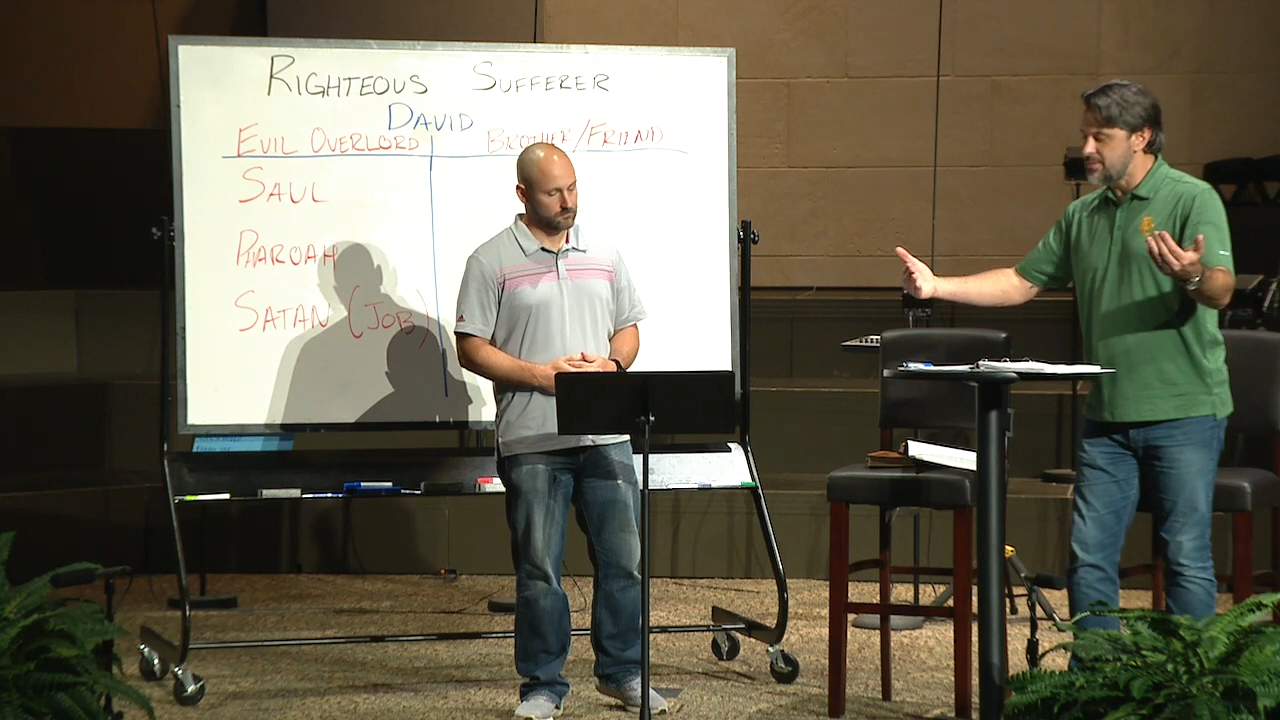 RIGHTEOUS SUFFERER
DAVID
EVIL OVERLORD BROTHER/FRIEND
SAUL
PHAROAH
SATAN (JOB)